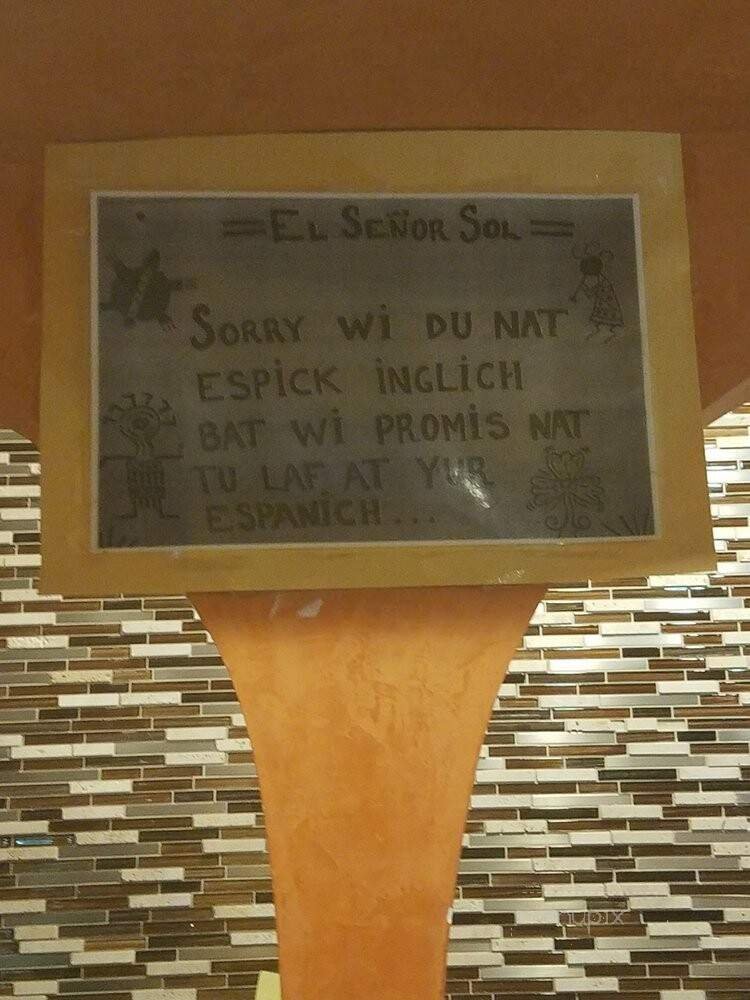 =EL SEÑOR SOL=
SORRY Wi DU NAT
ESPiCK iNGLiCH
BAT Wi PROMiS NAT
TU LAF AT YUR
ESPANiCH...